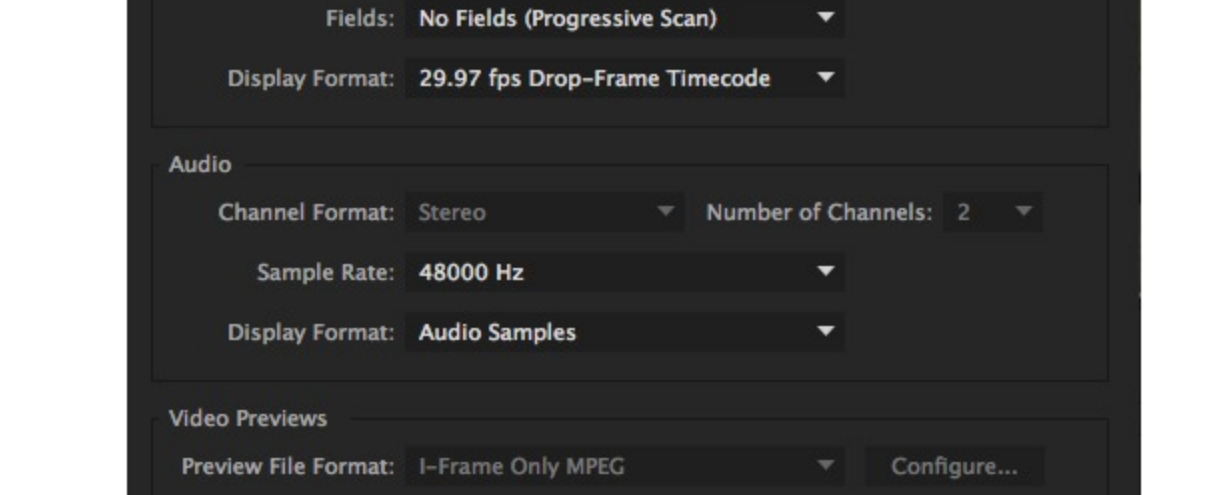 Fields: No Fields (Progressive Scan)
Display Format: 29.97 fps Drop-Frame Timecode
Audio
Channel Format: Stereo Number of Channels: 2
Sample Rate: 48000 Hz
Display Format: Audio Samples
Video Previews
Preview File Format: I-Frame Only MPEG Configure...